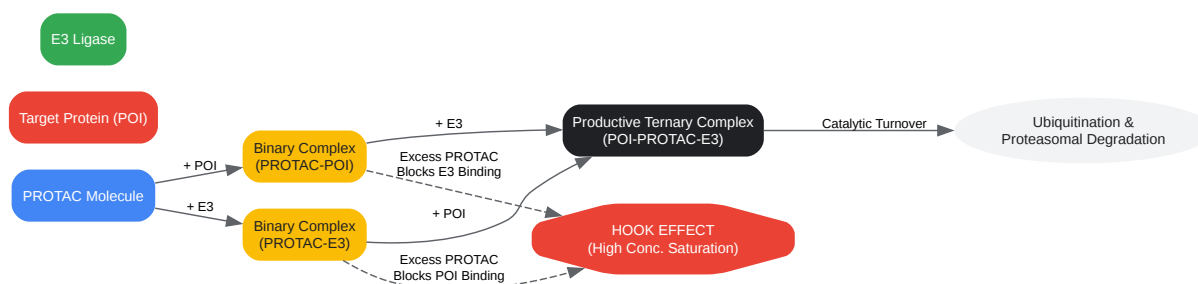 E3 Ligase
Target Protein (POI)
PROTAC Molecule
+ POI
+ E3
Binary Complex
(PROTAC-POI)
Binary Complex
(PROTAC-E3)
+ E3
Excess PROTAC
Blocks E3 Binding
+ POI
Excess PROTAC
Blocks POI Binding
Productive Ternary Complex
(POI-PROTAC-E3)
HOOK EFFECT
(High Conc. Saturation)
Catalytic Turnover
Ubiquitination &
Proteasomal Degradation